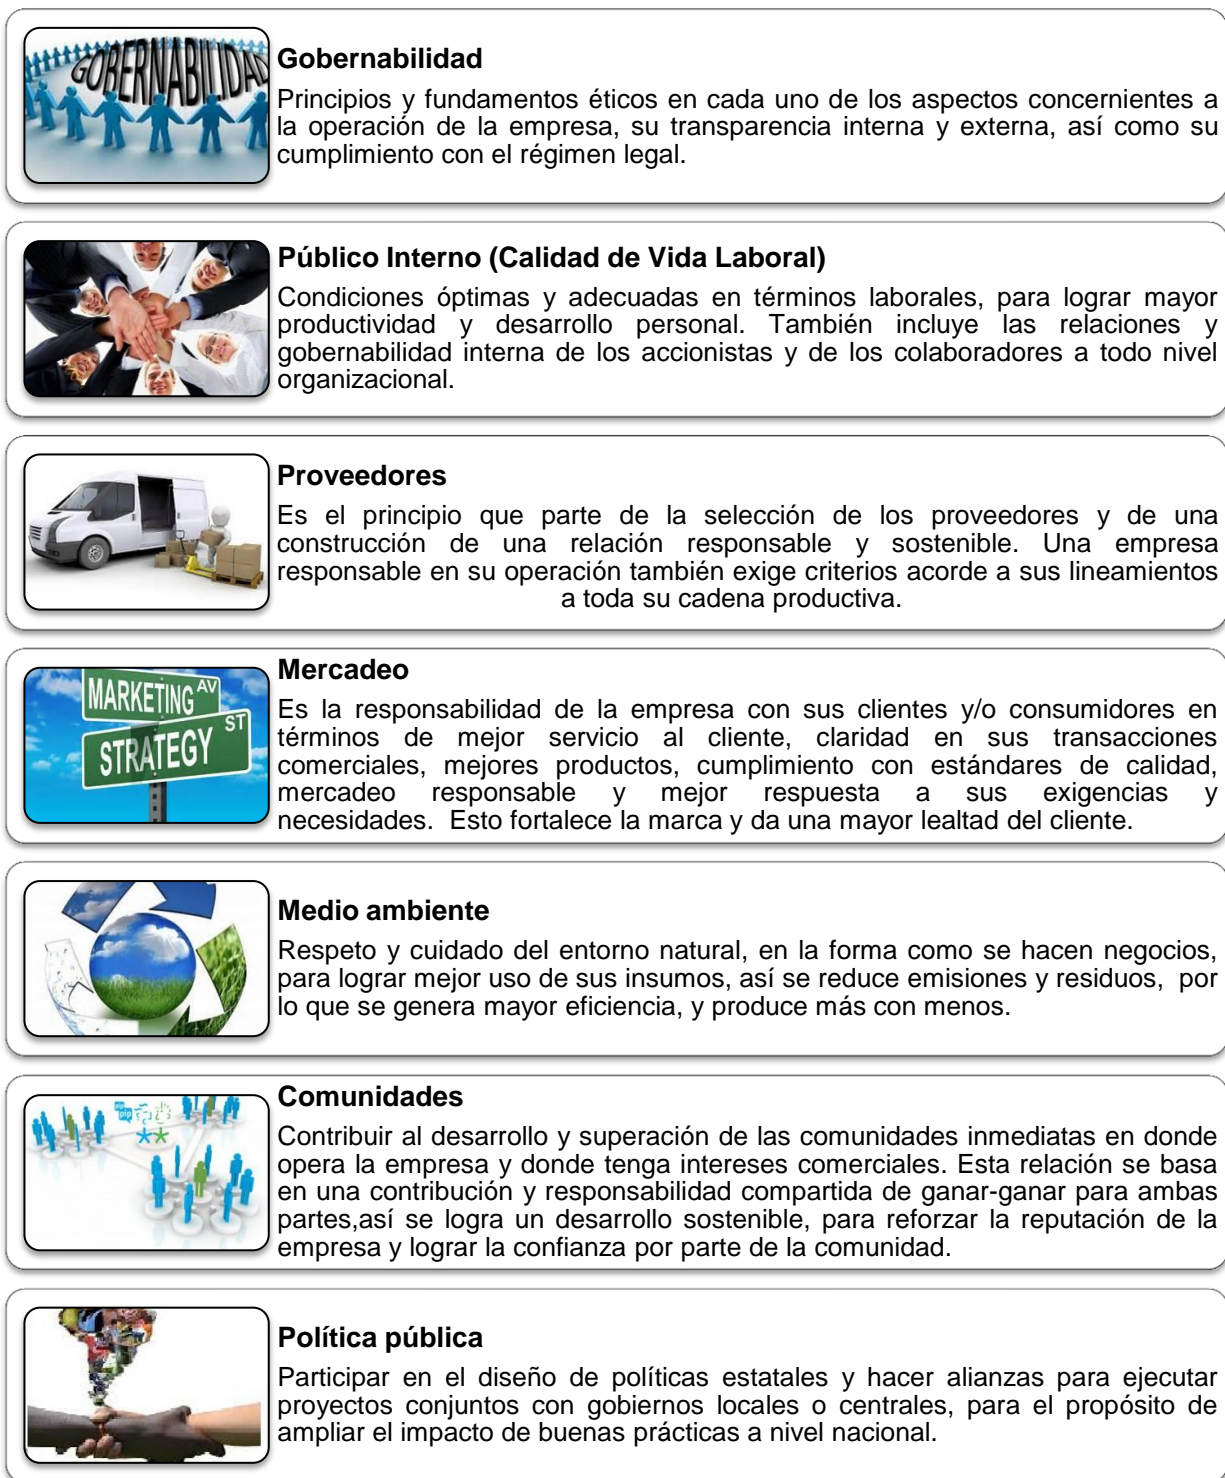 GOBERNABILIDAD
Gobernabilidad
Principios y fundamentos éticos en cada uno de los aspectos concernientes a
la operación de la empresa, su transparencia interna y externa, así como su
cumplimiento con el régimen legal.
Público Interno (Calidad de Vida Laboral)
Condiciones óptimas y adecuadas en términos laborales, para lograr mayor
productividad y desarrollo personal. También incluye las relaciones y
gobernabilidad interna de los accionistas y de los colaboradores a todo nivel
organizacional.
Proveedores
Es el principio que parte de la selección de los proveedores y de una
construcción de una relación responsable y sostenible. Una empresa
responsable en su operación también exige criterios acorde a sus lineamientos
a toda su cadena productiva.
MARKETING AV
STRATEGY ST
Mercadeo
Es la responsabilidad de la empresa con sus clientes y/o consumidores en
términos de mejor servicio al cliente, claridad en sus transacciones
comerciales, mejores productos, cumplimiento con estándares de calidad,
mercadeo responsable y mejor respuesta a sus exigencias y
necesidades.  Esto fortalece la marca y da una mayor lealtad del cliente.
Medio ambiente
Respeto y cuidado del entorno natural, en la forma como se hacen negocios,
para lograr mejor uso de sus insumos, así se reduce emisiones y residuos,  por
lo que se genera mayor eficiencia, y produce más con menos.
Comunidades
Contribuir al desarrollo y superación de las comunidades inmediatas en donde
opera la empresa y donde tenga intereses comerciales. Esta relación se basa
en una contribución y responsabilidad compartida de ganar-ganar para ambas
partes,así se logra un desarrollo sostenible, para reforzar la reputación de la
empresa y lograr la confianza por parte de la comunidad.
Política pública
Participar en el diseño de políticas estatales y hacer alianzas para ejecutar
proyectos conjuntos con gobiernos locales o centrales, para el propósito de
ampliar el impacto de buenas prácticas a nivel nacional.